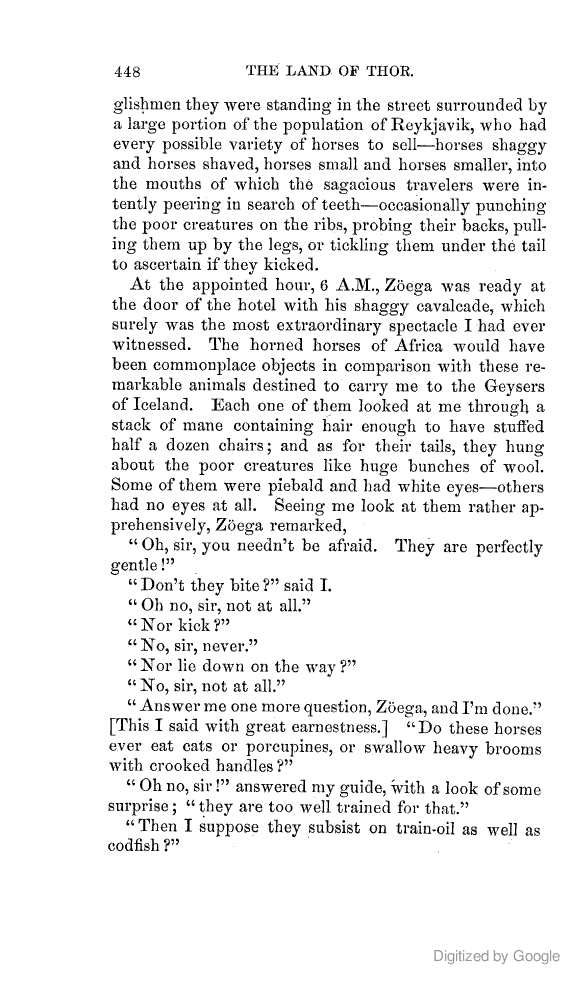 448 THE LAND OF THOR.
glishmen they were standing in the street surrounded by
a large portion of the population of Reykjavik, who had
every possible variety of horses to sell—horses shaggy
and horses shaved, horses small and horses smaller, into
the mouths of which the sagacious travelers were in-
tently peering in search of teeth—occasionally punching
the poor creatures on the ribs, probing their backs, pull-
ing them up by the legs, or tickling them under the tail
to ascertain if they kicked.
At the appointed hour, 6 A.M., Zöega was ready at
the door of the hotel with his shaggy cavalcade, which
surely was the most extraordinary spectacle I had ever
witnessed. The horned horses of Africa would have
been commonplace objects in comparison with these re-
markable animals destined to carry me to the Geysers
of Iceland. Each one of them looked at me through a
stack of mane containing hair enough to have stuffed
half a dozen chairs; and as for their tails, they hung
about the poor creatures like huge bunches of wool.
Some of them were piebald and had white eyes—others
had no eyes at all. Seeing me look at them rather ap-
prehensively, Zöega remarked,
“Oh, sir, you needn't be afraid. They are perfectly
gentle!”
“Don't they bite?” said I.
“Oh no, sir, not at all.”
“Nor kick?”
“No, sir, never.”
“Nor lie down on the way?”
“No, sir, not at all.”
“Answer me one more question, Zöega, and I'm done.”
[This I said with great earnestness.] “Do these horses
ever eat cats or porcupines, or swallow heavy brooms
with crooked handles?”
“Oh no, sir!” answered my guide, with a look of some
surprise; “they are too well trained for that.”
“Then I suppose they subsist on train-oil as well as
codfish?”
Digitized by Google